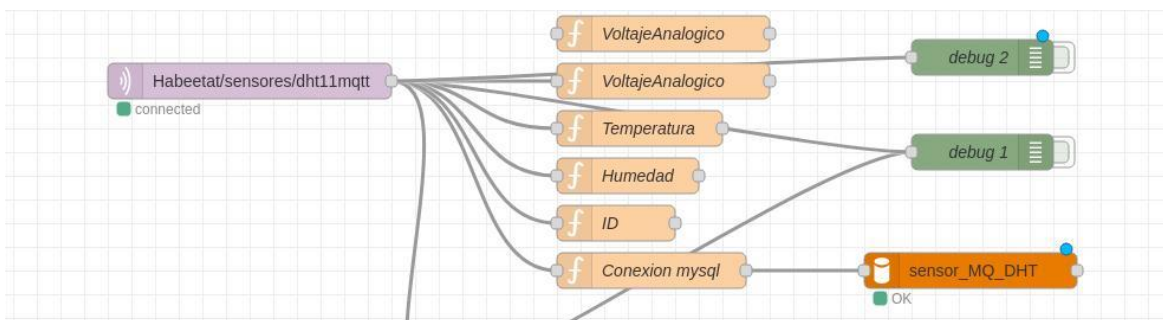 VoltajeAnalogico
debug 2
Habeetat/sensores/dht11mqtt
VoltajeAnalogico
connected
Temperatura
debug 1
Humedad
ID
Conexion mysql
sensor_MQ_DHT
OK